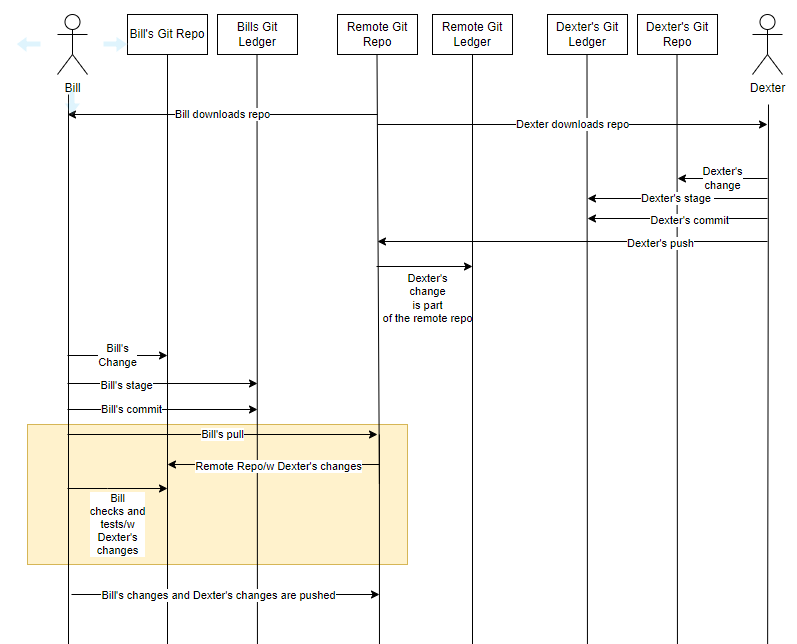 Bill's Git Repo
Bills Git
Ledger
Remote Git
Repo
Remote Git
Ledger
Dexter's Git
Ledger
Dexter's Git
Repo
Bill
Dexter
Bill downloads repo
Dexter downloads repo
Dexter's
change
Dexter's stage
Dexter's commit
Dexter's push
Dexter's
change
is part
of the remote repo
Bill's
Change
Bill's stage
Bill's commit
Bill's pull
Remote Repo/w Dexter's changes
Bill
checks and
tests/w
Dexter's
changes
Bill's changes and Dexter's changes are pushed